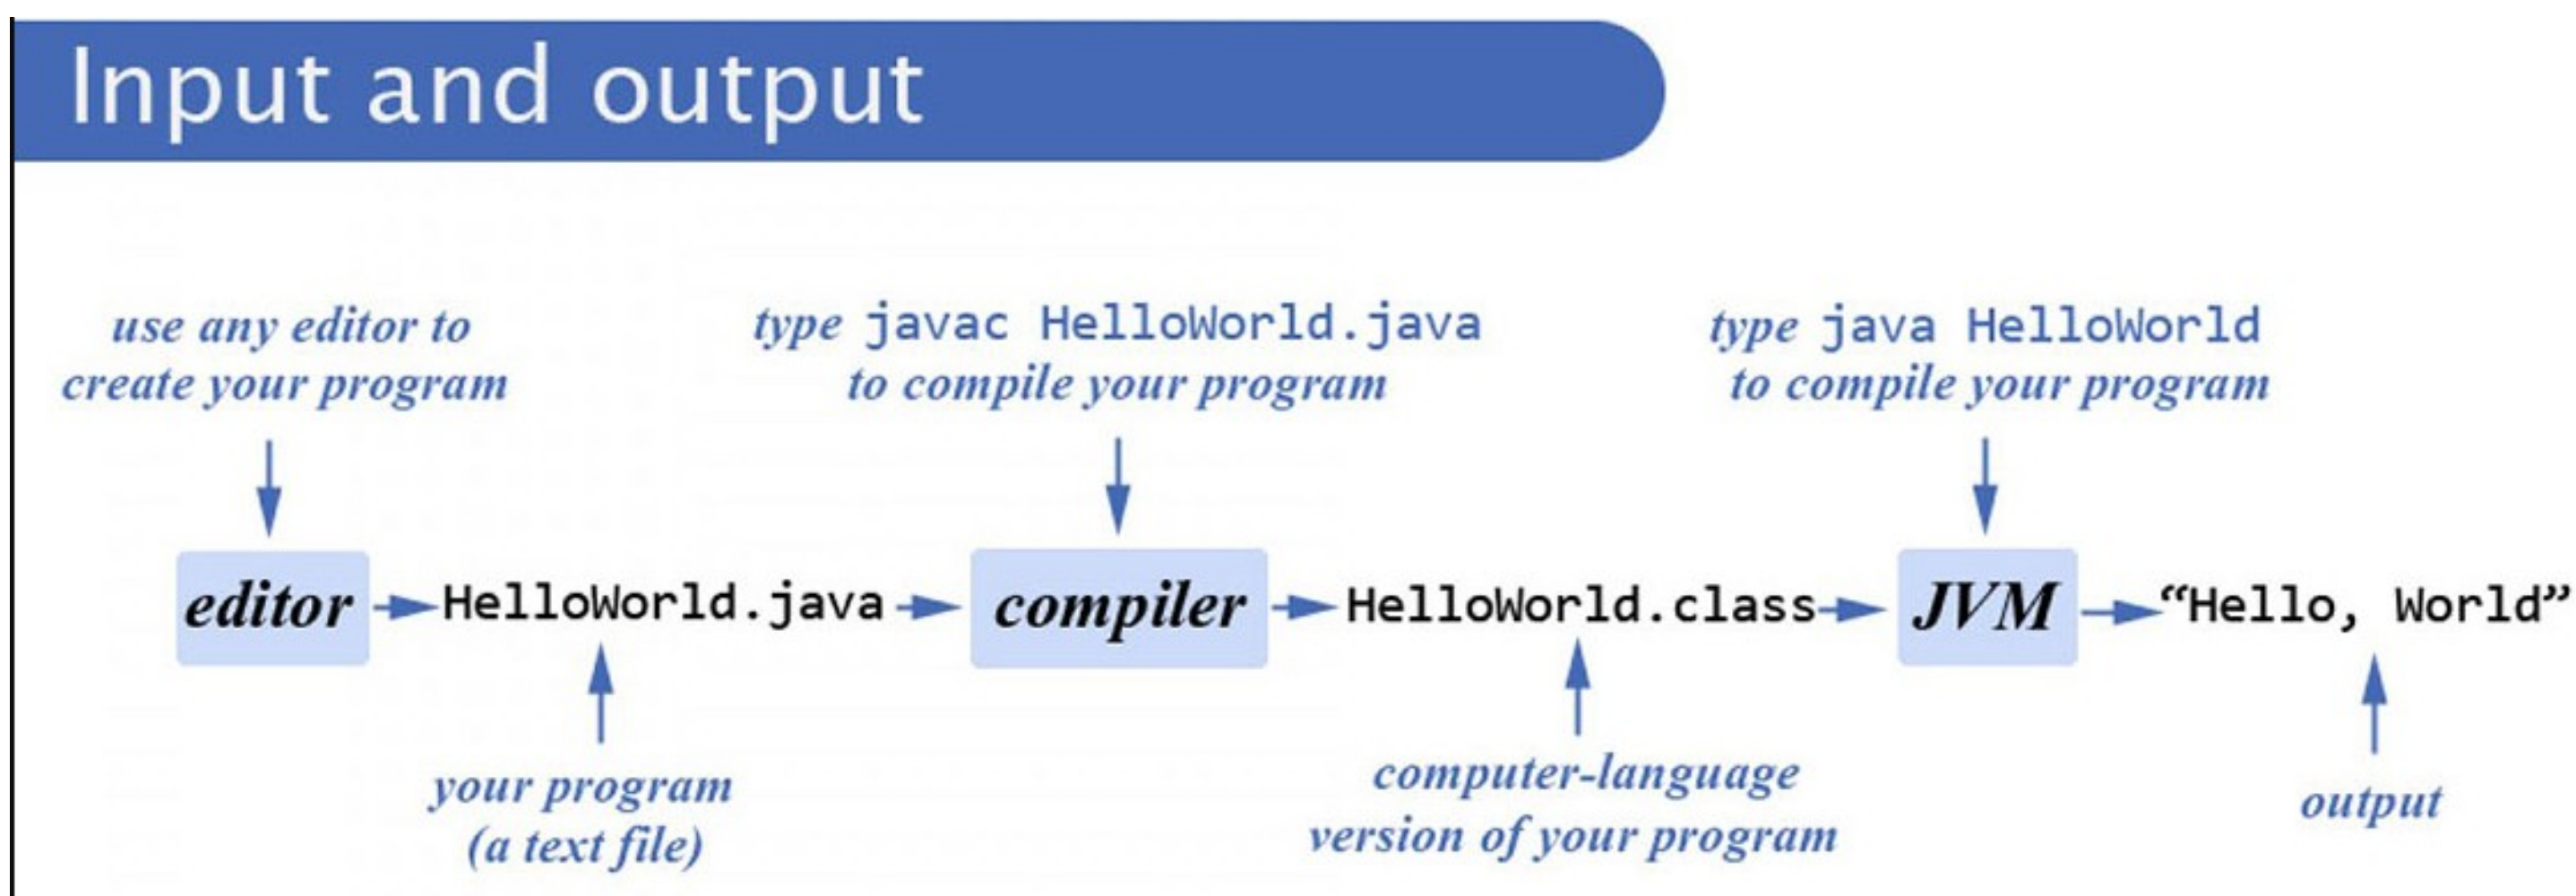 Input and output
use any editor to
create your program
type javac HelloWorld.java
to compile your program
type java HelloWorld
to compile your program
editor
HelloWorld.java
compiler
HelloWorld.class
JVM
“Hello, World”
your program
(a text file)
computer-language
version of your program
output